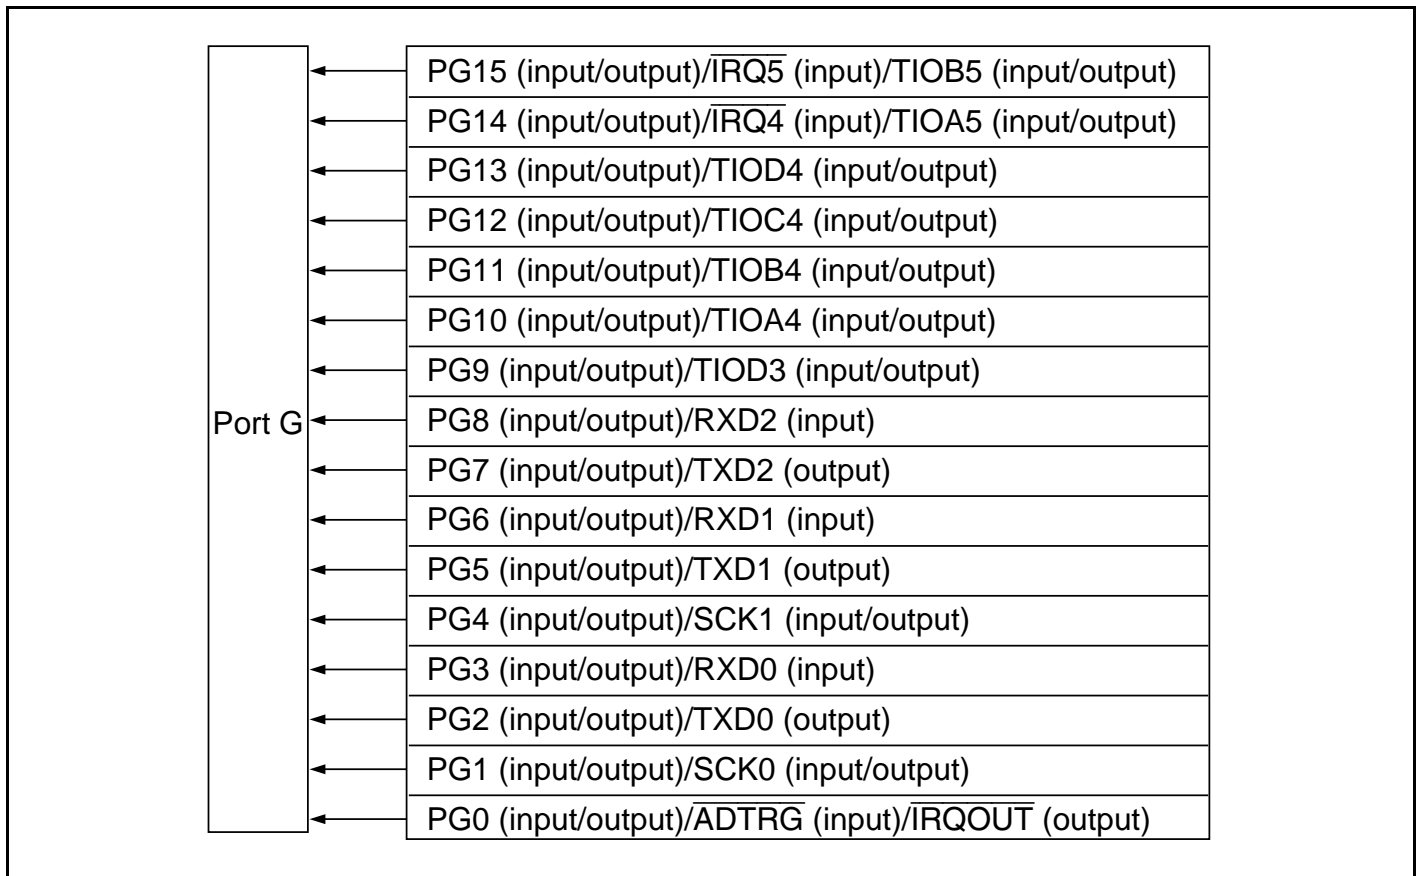 PG15 (input/output)/I̅R̅Q̅5̅ (input)/TIOB5 (input/output)
PG14 (input/output)/I̅R̅Q̅4̅ (input)/TIOA5 (input/output)
PG13 (input/output)/TIOD4 (input/output)
PG12 (input/output)/TIOC4 (input/output)
PG11 (input/output)/TIOB4 (input/output)
PG10 (input/output)/TIOA4 (input/output)
PG9 (input/output)/TIOD3 (input/output)
Port G
PG8 (input/output)/RXD2 (input)
PG7 (input/output)/TXD2 (output)
PG6 (input/output)/RXD1 (input)
PG5 (input/output)/TXD1 (output)
PG4 (input/output)/SCK1 (input/output)
PG3 (input/output)/RXD0 (input)
PG2 (input/output)/TXD0 (output)
PG1 (input/output)/SCK0 (input/output)
PG0 (input/output)/A̅D̅T̅R̅G̅ (input)/I̅R̅Q̅O̅U̅T̅ (output)